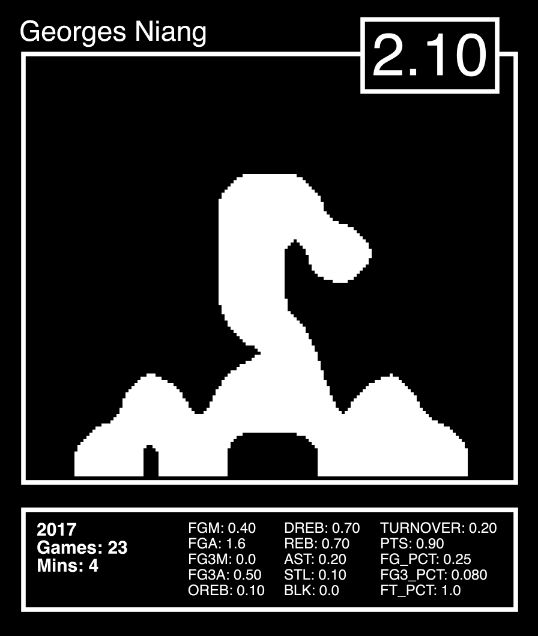 Georges Niang
2.10
2017
Games: 23
Mins: 4
FGM: 0.40
FGA: 1.6
FG3M: 0.0
FG3A: 0.50
OREB: 0.10
DREB: 0.70
REB: 0.70
AST: 0.20
STL: 0.10
BLK: 0.0
TURNOVER: 0.20
PTS: 0.90
FG_PCT: 0.25
FG3_PCT: 0.080
FT_PCT: 1.0